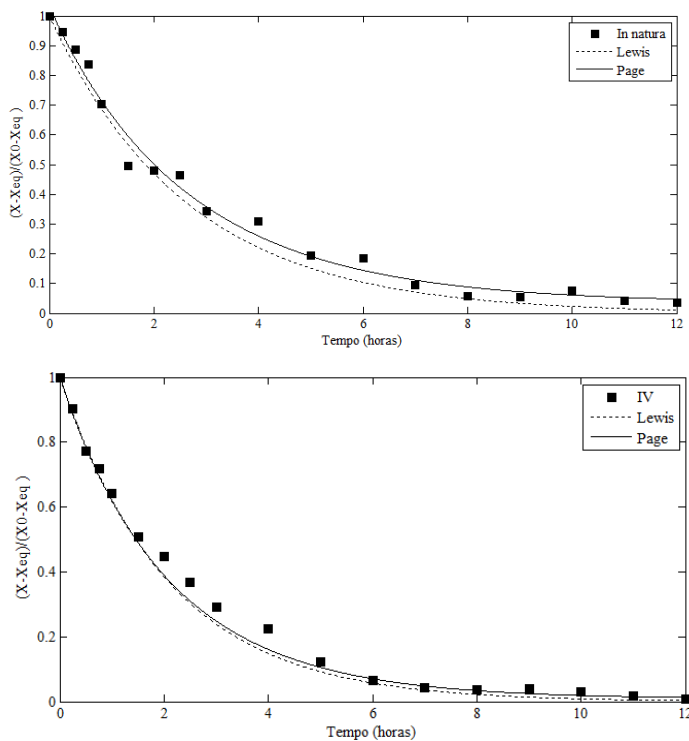 1
0.9
0.8
0.7
0.6
0.5
0.4
0.3
0.2
0.1
0
(X-Xeq)/(X0-Xeq )
In natura
Lewis
Page
0 2 4 6 8 10 12
Tempo (horas)
1
0.8
0.6
0.4
0.2
0
(X-Xeq)/(X0-Xeq )
IV
Lewis
Page
0 2 4 6 8 10 12
Tempo (horas)